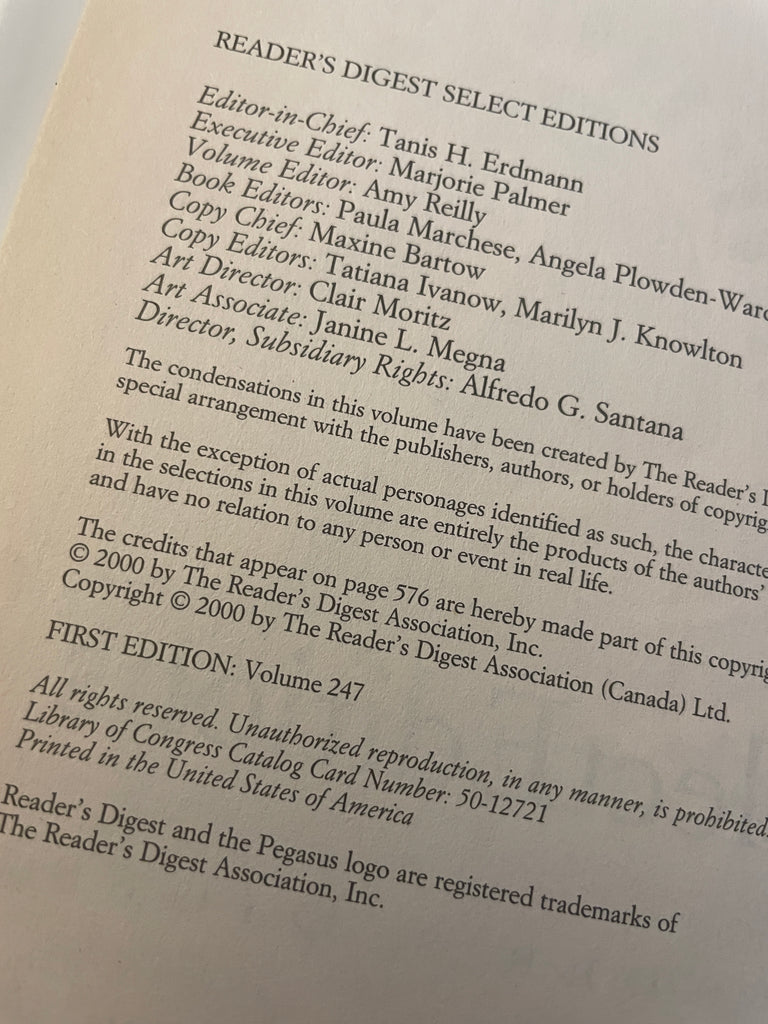 READER'S DIGEST SELECT EDITIONS
Editor-in-Chief: Tanis H. Erdmann
Executive Editor: Marjorie Palmer
Volume Editor: Amy Reilly
Book Editors: Paula Marchese, Angela
Copy Chief: Maxine Bartow
Copy Editors: Tatiana Ivanow, Marilyn J. Knowlton
Art Director: Clair Moritz
Art Associate: Janine L. Megna
Director, Subsidiary Rights: Alfredo G. Santana
The condensations in this volume have been created by The Reader's
special arrangement with the publishers, authors, or holders of
With the exception of actual personages identified as such, the
in the selections in this volume are entirely the products of the authors'
and have no relation to any person or event in real life.
The credits that appear on page 576 are hereby made part of this
© 2000 by The Reader's Digest Association, Inc.
Copyright © 2000 by The Reader's Digest Association (Canada) Ltd.
FIRST EDITION: Volume 247
All rights reserved. Unauthorized reproduction, in any manner, is prohibited.
Library of Congress Catalog Card Number: 50-12721
Printed in the United States of America
Reader's Digest and the Pegasus logo are registered trademarks of
The Reader's Digest Association, Inc.